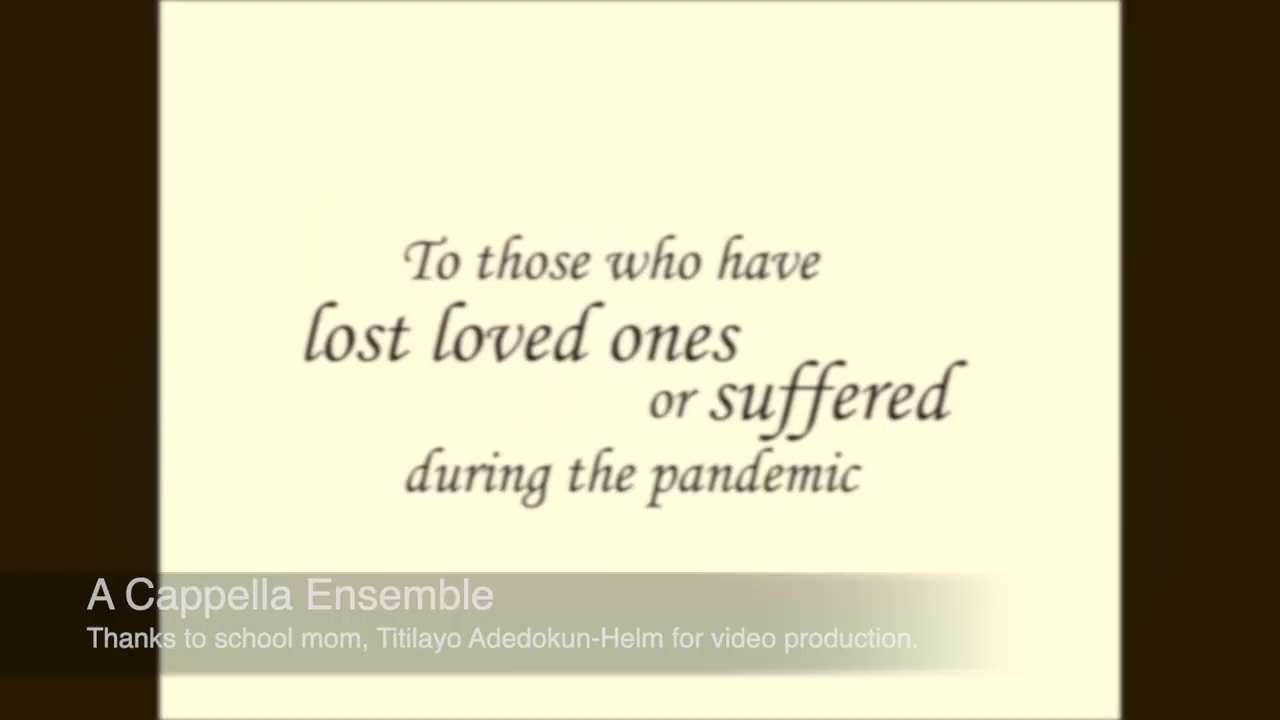 To those who have
lost loved ones
or suffered
during the pandemic
A Cappella Ensemble
Thanks to school mom, Titilayo Adedokun-Helm for video production.